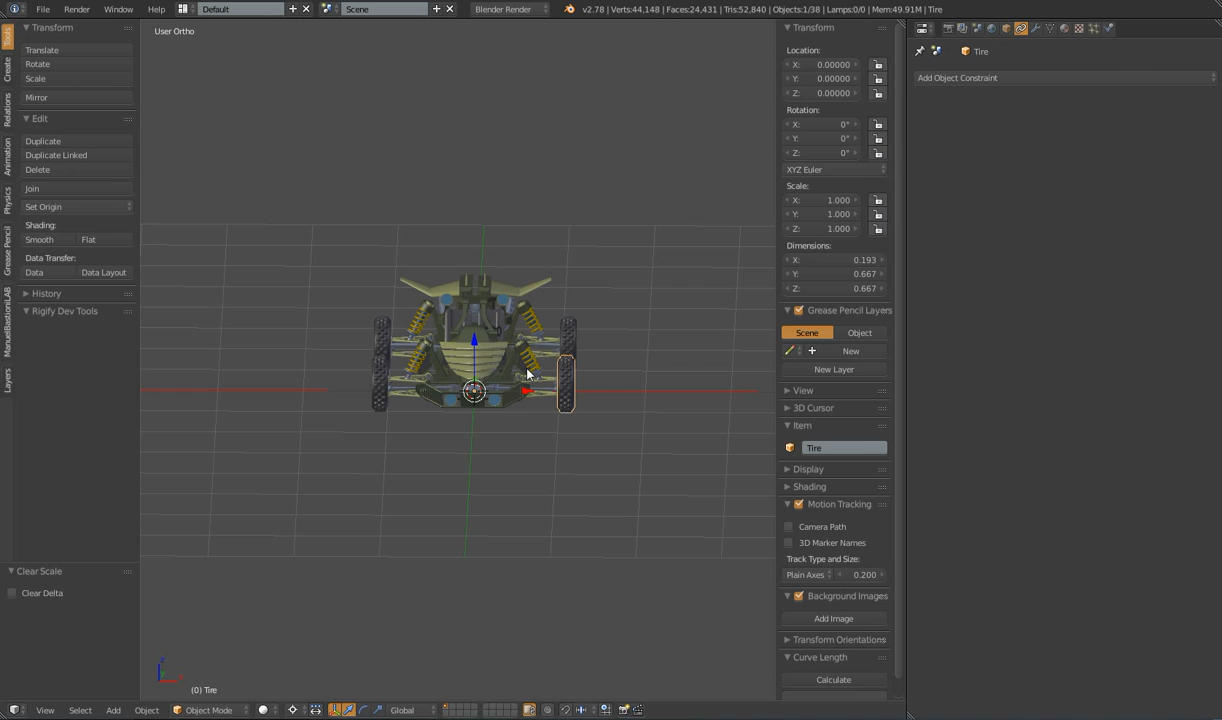 File Render Window Help Default Scene Blender Render v2.78 | Verts:44,148 | Faces:24,431 | Tris:52,840 | Objects:1/38 | Lamps:0/0 | Mem:49.91M | Tire
Tools
Create
Relations
Animation
Physics
Grease Pencil
ManuelBastioniLAB
Layers
Transform
Translate
Rotate
Scale
Mirror
Edit
Duplicate
Duplicate Linked
Delete
Join
Set Origin
Shading:
Smooth Flat
Data Transfer:
Data Data Layout
History
Rigify Dev Tools
Clear Scale
Clear Delta
User Ortho
(0) Tire
View Select Add Object Object Mode Global
Transform
Location:
X: 0.00000
Y: 0.00000
Z: 0.00000
Rotation:
X: 0°
Y: 0°
Z: 0°
XYZ Euler
Scale:
X: 1.000
Y: 1.000
Z: 1.000
Dimensions:
X: 0.193
Y: 0.667
Z: 0.667
Grease Pencil Layers
Scene Object
New
New Layer
View
3D Cursor
Item
Tire
Display
Shading
Motion Tracking
Camera Path
3D Marker Names
Track Type and Size:
Plain Axes 0.200
Background Images
Add Image
Transform Orientations
Curve Length
Calculate
Tire
Add Object Constraint